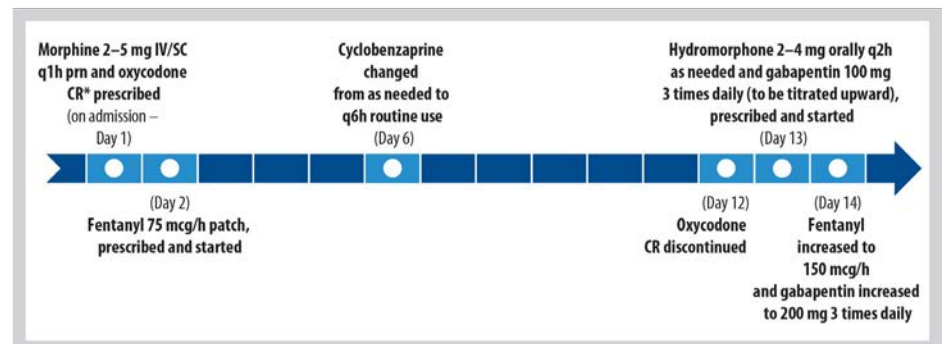 Morphine 2–5 mg IV/SC
q1h prn and oxycodone
CR* prescribed
(on admission –
Day 1)
Cyclobenzaprine
changed
from as needed to
q6h routine use
(Day 6)
Hydromorphone 2–4 mg orally q2h
as needed and gabapentin 100 mg
3 times daily (to be titrated upward),
prescribed and started
(Day 13)
(Day 2)
Fentanyl 75 mcg/h patch,
prescribed and started
(Day 12)
Oxycodone
CR discontinued
(Day 14)
Fentanyl
increased to
150 mcg/h
and gabapentin increased
to 200 mg 3 times daily